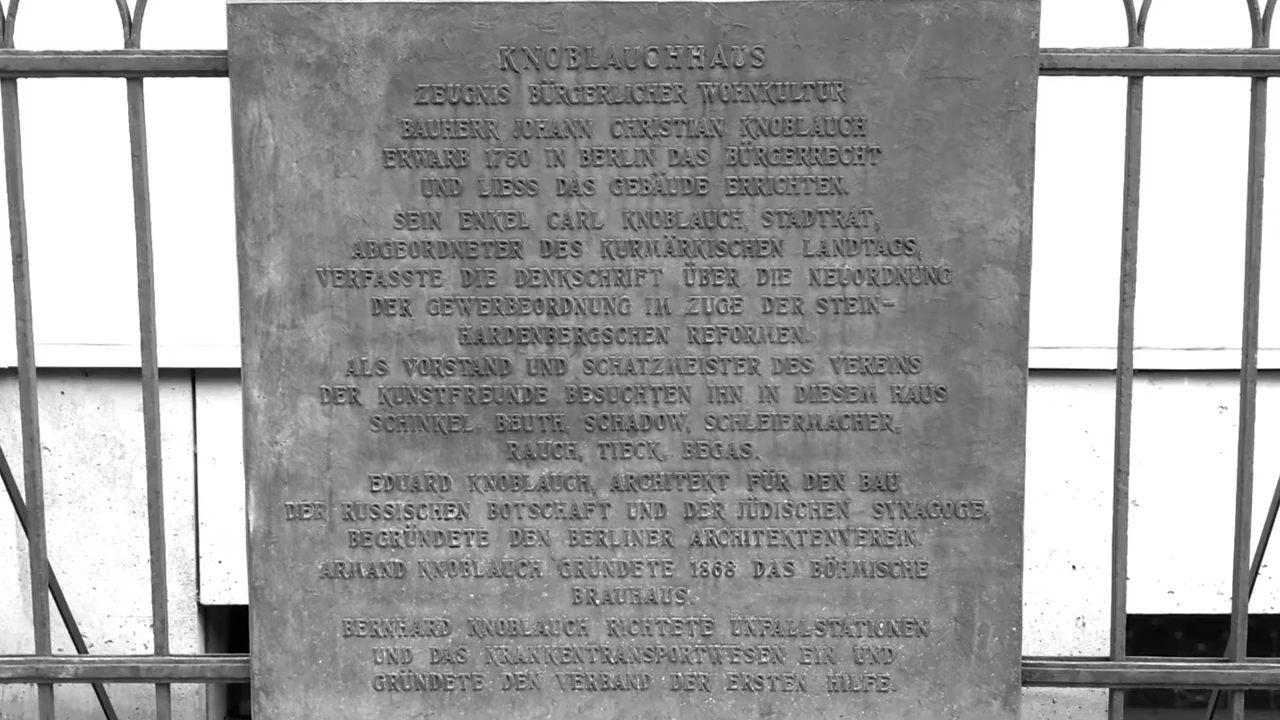 KNOBLAUCHHAUS
ZEUGNIS BÜRGERLICHER WOHNKULTUR
BAUHERR JOHANN CHRISTIAN KNOBLAUCH
ERWARB 1750 IN BERLIN DAS BÜRGERRECHT
UND LIESS DAS GEBÄUDE ERRICHTEN.
SEIN ENKEL CARL KNOBLAUCH, STADTRAT,
ABGEORDNETER DES KURMÄRKISCHEN LANDTAGS,
VERFASSTE DIE DENKSCHRIFT ÜBER DIE NEUORDNUNG
DER GEWERBEORDNUNG IM ZUGE DER STEIN-
HARDENBERGSCHEN REFORMEN.
ALS VORSTAND UND SCHATZMEISTER DES VEREINS
DER KUNSTFREUNDE BESUCHTEN IHN IN DIESEM HAUS
SCHINKEL, BEUTH, SCHADOW, SCHLEIERMACHER,
RAUCH, TIECK, BEGAS.
EDUARD KNOBLAUCH, ARCHITEKT FÜR DEN BAU
DER RUSSISCHEN BOTSCHAFT UND DER JÜDISCHEN SYNAGOGE,
BEGRÜNDETE DEN BERLINER ARCHITEKTENVEREIN.
ARMAND KNOBLAUCH GRÜNDETE 1868 DAS BÖHMISCHE
BRAUHAUS.
BERNHARD KNOBLAUCH RICHTETE UNFALL-STATIONEN
UND DAS KRANKENTRANSPORTWESEN EIN UND
GRÜNDETE DEN VERBAND DER ERSTEN HILFE.